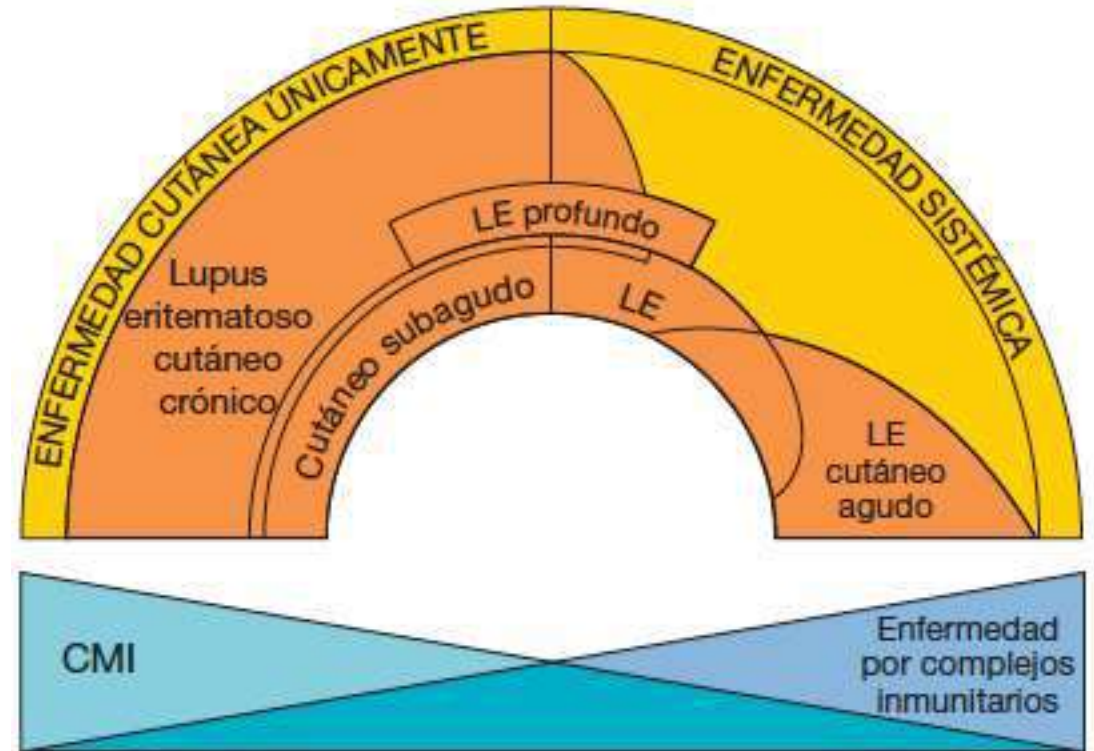 ENFERMEDAD CUTÁNEA ÚNICAMENTE
ENFERMEDAD SISTÉMICA
LE profundo
Lupus
eritematoso
cutáneo
crónico
Cutáneo subagudo
LE
LE
cutáneo
agudo
CMI
Enfermedad
por complejos
inmunitarios